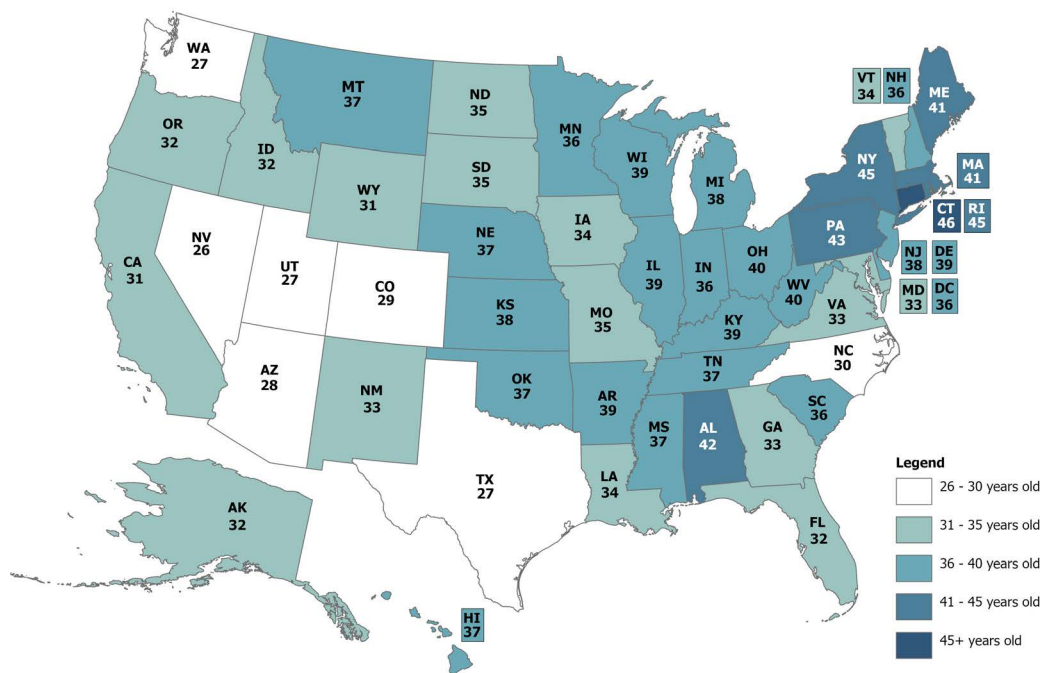 WA
27
OR
32
ID
32
MT
37
ND
35
MN
36
VT
34
NH
36
ME
41
SD
35
WI
39
MI
38
NY
45
MA
41
WY
31
IA
34
PA
43
CT
46
RI
45
NE
37
NV
26
UT
27
CO
29
CA
31
KS
38
MO
35
IL
39
IN
36
OH
40
WV
40
VA
33
NJ
38
DE
39
MD
33
DC
36
KY
39
NC
30
TN
37
AZ
28
NM
33
OK
37
AR
39
SC
36
MS
37
AL
42
GA
33
TX
27
LA
34
FL
32
AK
32
HI
37
Legend
26 - 30 years old
31 - 35 years old
36 - 40 years old
41 - 45 years old
45+ years old